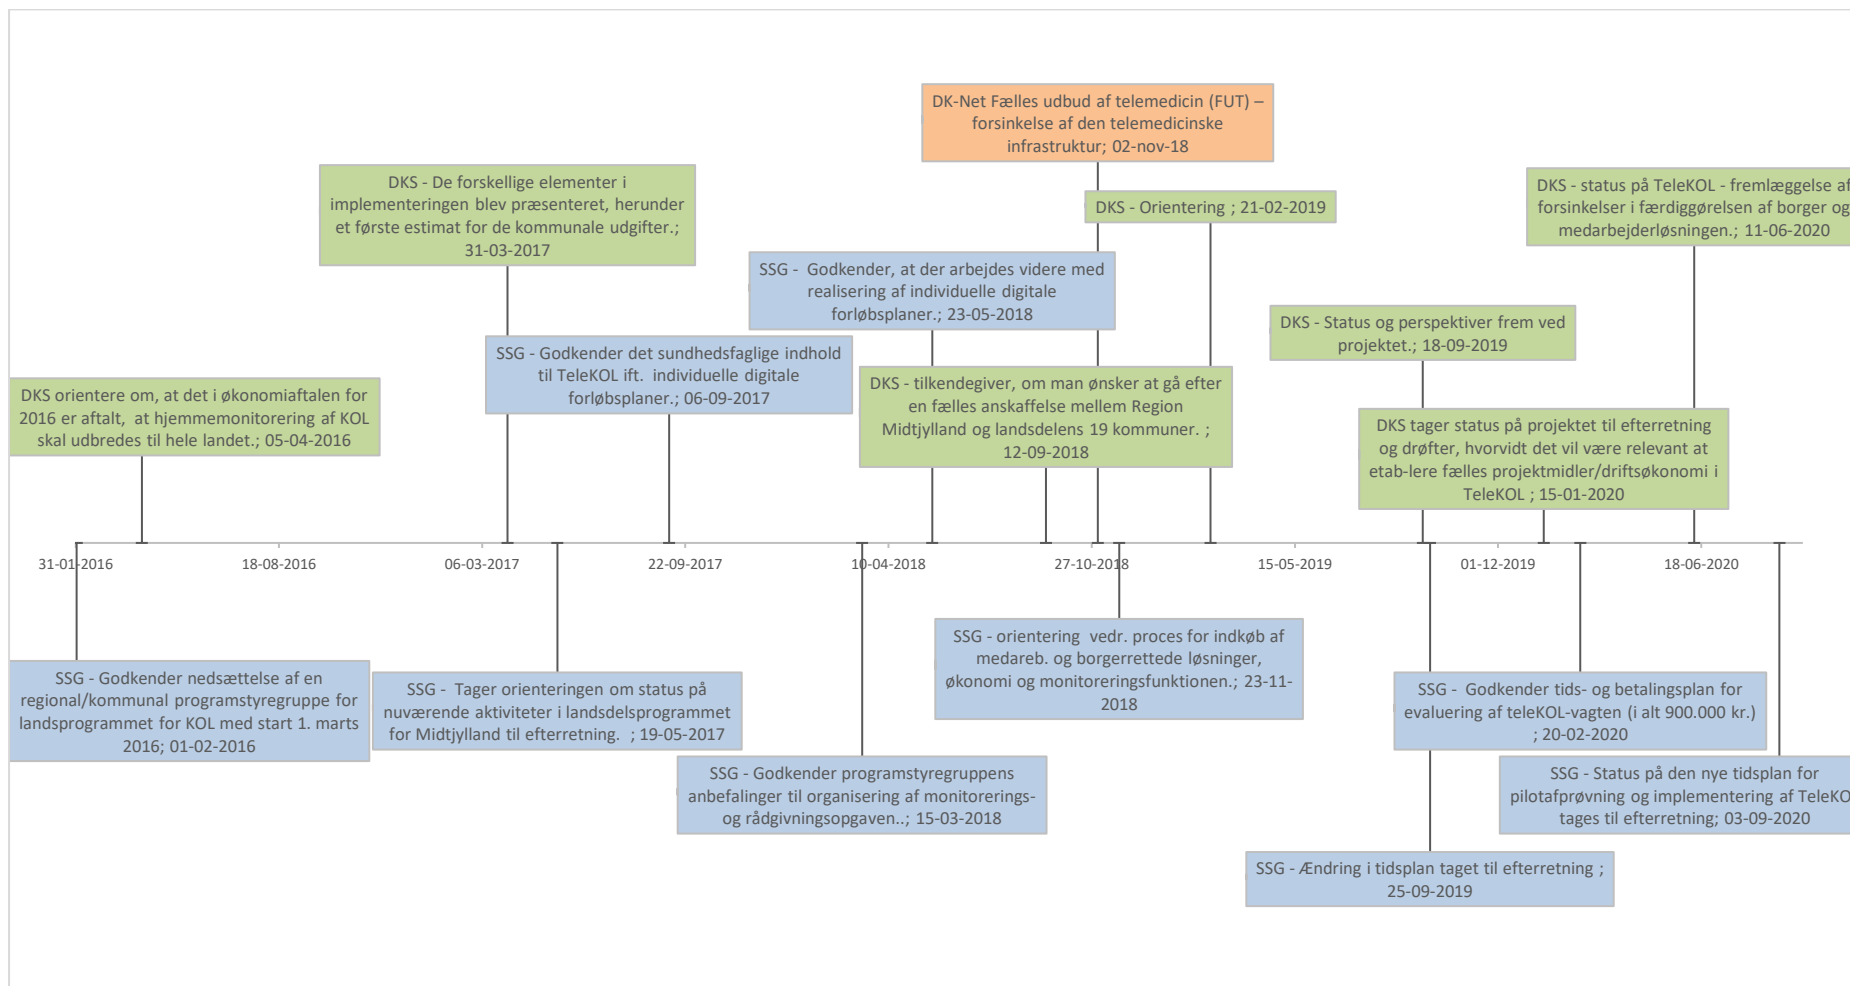 DK-Net Fælles udbud af telemedicin (FUT) –
forsinkelse af den telemedicinske
infrastruktur; 02-nov-18
DKS - De forskellige elementer i
implementeringen blev præsenteret, herunder
et første estimat for de kommunale udgifter.;
31-03-2017
DKS - Orientering ; 21-02-2019
DKS - status på TeleKOL - fremlæggelse af
forsinkelser i færdiggørelsen af borger og
medarbejderløsningen.; 11-06-2020
SSG -  Godkender, at der arbejdes videre med
realisering af individuelle digitale
forløbsplaner.; 23-05-2018
DKS - Status og perspektiver frem ved
projektet.; 18-09-2019
SSG - Godkender det sundhedsfaglige indhold
til TeleKOL ift.  individuelle digitale
forløbsplaner.; 06-09-2017
DKS orientere om, at det i økonomiaftalen for
2016 er aftalt,  at hjemmemonitorering af KOL
skal udbredes til hele landet.; 05-04-2016
DKS - tilkendegiver, om man ønsker at gå efter
en fælles anskaffelse mellem Region
Midtjylland og landsdelens 19 kommuner. ;
12-09-2018
DKS tager status på projektet til efterretning
og drøfter, hvorvidt det vil være relevant at
etab-lere fælles projektmidler/driftsøkonomi i
TeleKOL ; 15-01-2020
31-01-2016 18-08-2016 06-03-2017 22-09-2017 10-04-2018 27-10-2018 15-05-2019 01-12-2019 18-06-2020
SSG - Godkender nedsættelse af en
regional/kommunal programstyregruppe for
landsprogrammet for KOL med start 1. marts
2016; 01-02-2016
SSG -  Tager orienteringen om status på
nuværende aktiviteter i landsdelsprogrammet
for Midtjylland til efterretning.  ; 19-05-2017
SSG - Godkender programstyregruppens
anbefalinger til organisering af monitorerings-
og rådgivningsopgaven..; 15-03-2018
SSG - orientering  vedr. proces for indkøb af
medareb. og borgerrettede løsninger,
økonomi og monitoreringsfunktionen.; 23-11-
2018
SSG -  Godkender tids- og betalingsplan for
evaluering af teleKOL-vagten (i alt 900.000 kr.)
; 20-02-2020
SSG - Status på den nye tidsplan for
pilotafprøvning og implementering af TeleKO
tages til efterretning; 03-09-2020
SSG - Ændring i tidsplan taget til efterretning ;
25-09-2019